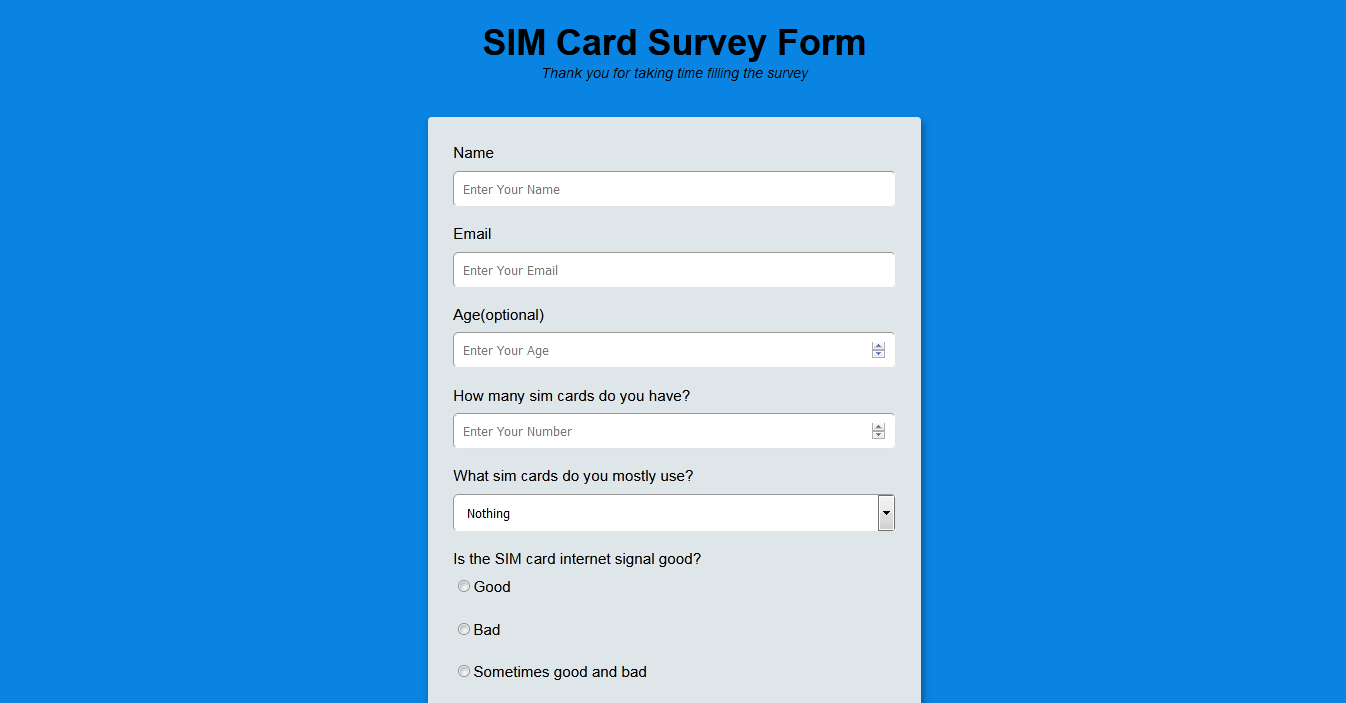 SIM Card Survey Form
Thank you for taking time filling the survey
Name
Enter Your Name
Email
Enter Your Email
Age(optional)
Enter Your Age
How many sim cards do you have?
Enter Your Number
What sim cards do you mostly use?
Nothing
Is the SIM card internet signal good?
Good
Bad
Sometimes good and bad